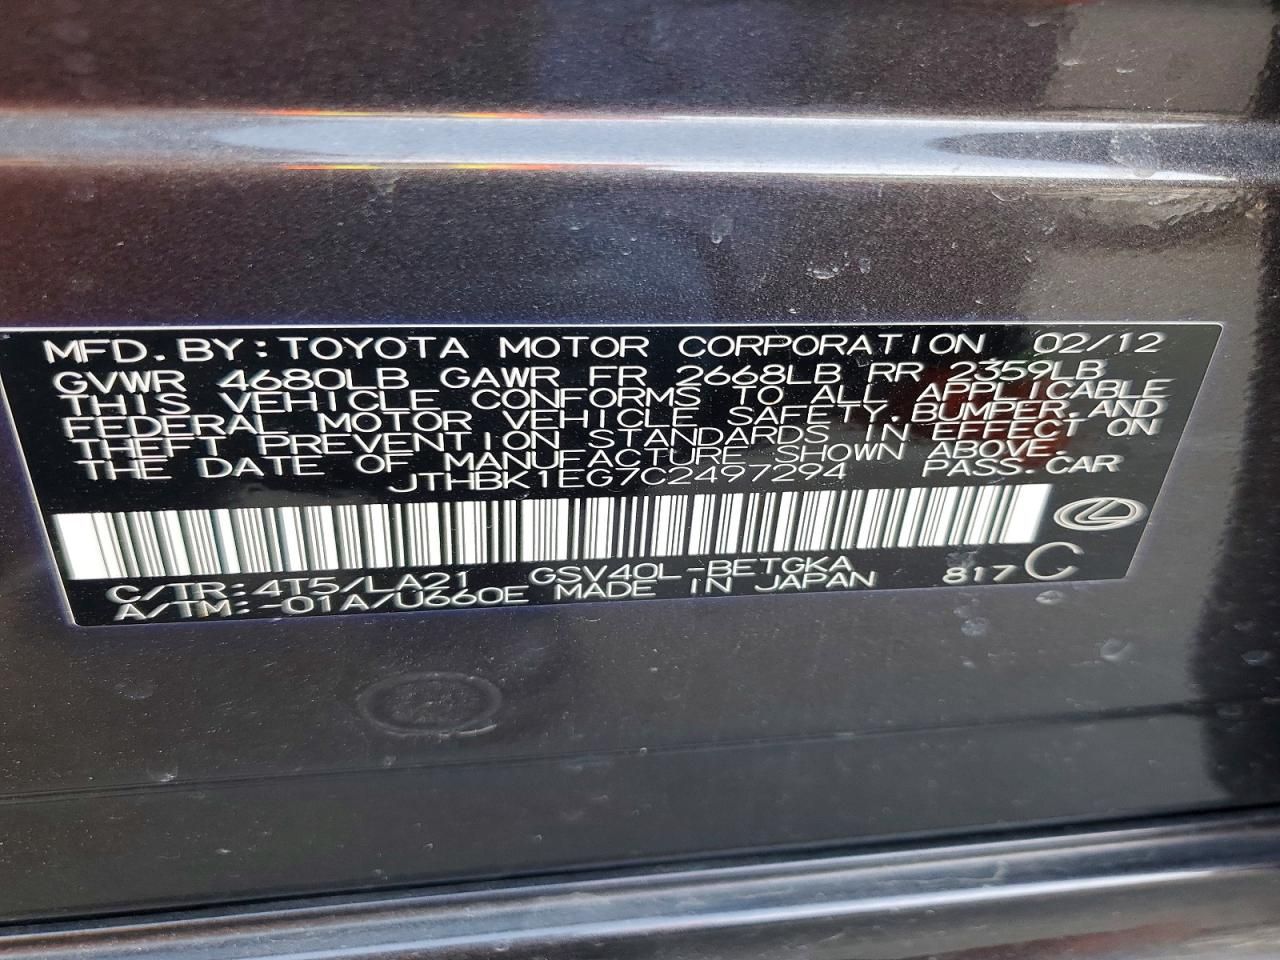 MFD. BY: TOYOTA MOTOR CORPORATION 02/12
GVWR 4680LB GAWR FR 2668LB RR 2359LB
THIS VEHICLE CONFORMS TO ALL APPLICABLE
FEDERAL MOTOR VEHICLE SAFETY, BUMPER, AND
THEFT PREVENTION STANDARDS IN EFFECT ON
THE DATE OF MANUFACTURE SHOWN ABOVE.
JTHBK1EG7C2497294 PASS. CAR
C/TR: 4T5/LA21 GSV40L-BETGKA
A/TM: -01A/U660E MADE IN JAPAN 817 C